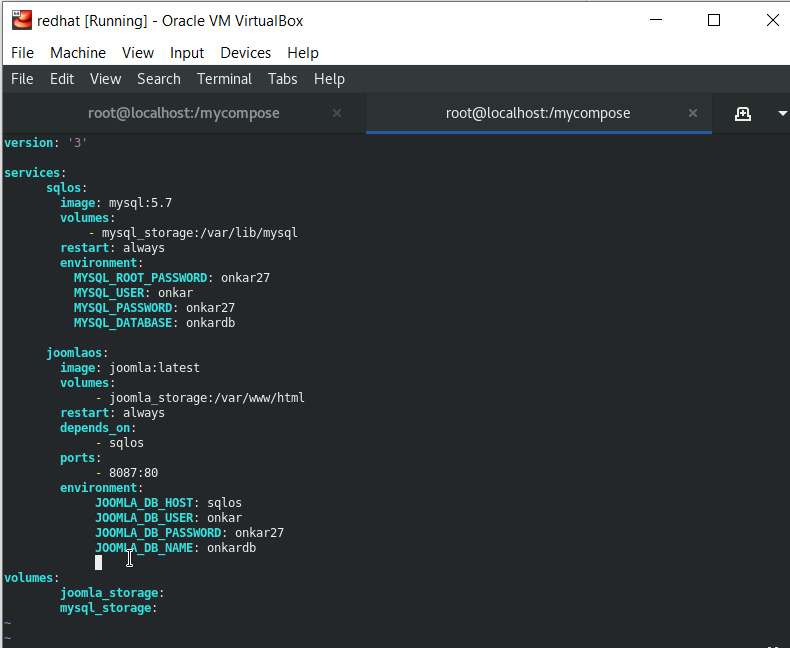 redhat [Running] - Oracle VM VirtualBox
File Machine View Input Devices Help
File Edit View Search Terminal Tabs Help
root@localhost:/mycompose × root@localhost:/mycompose ×
version: '3'
services:
sqlos:
image: mysql:5.7
volumes:
- mysql_storage:/var/lib/mysql
restart: always
environment:
MYSQL_ROOT_PASSWORD: onkar27
MYSQL_USER: onkar
MYSQL_PASSWORD: onkar27
MYSQL_DATABASE: onkardb
joomlaos:
image: joomla:latest
volumes:
- joomla_storage:/var/www/html
restart: always
depends_on:
- sqlos
ports:
- 8087:80
environment:
JOOMLA_DB_HOST: sqlos
JOOMLA_DB_USER: onkar
JOOMLA_DB_PASSWORD: onkar27
JOOMLA_DB_NAME: onkardb
volumes:
joomla_storage:
mysql_storage:
~
~